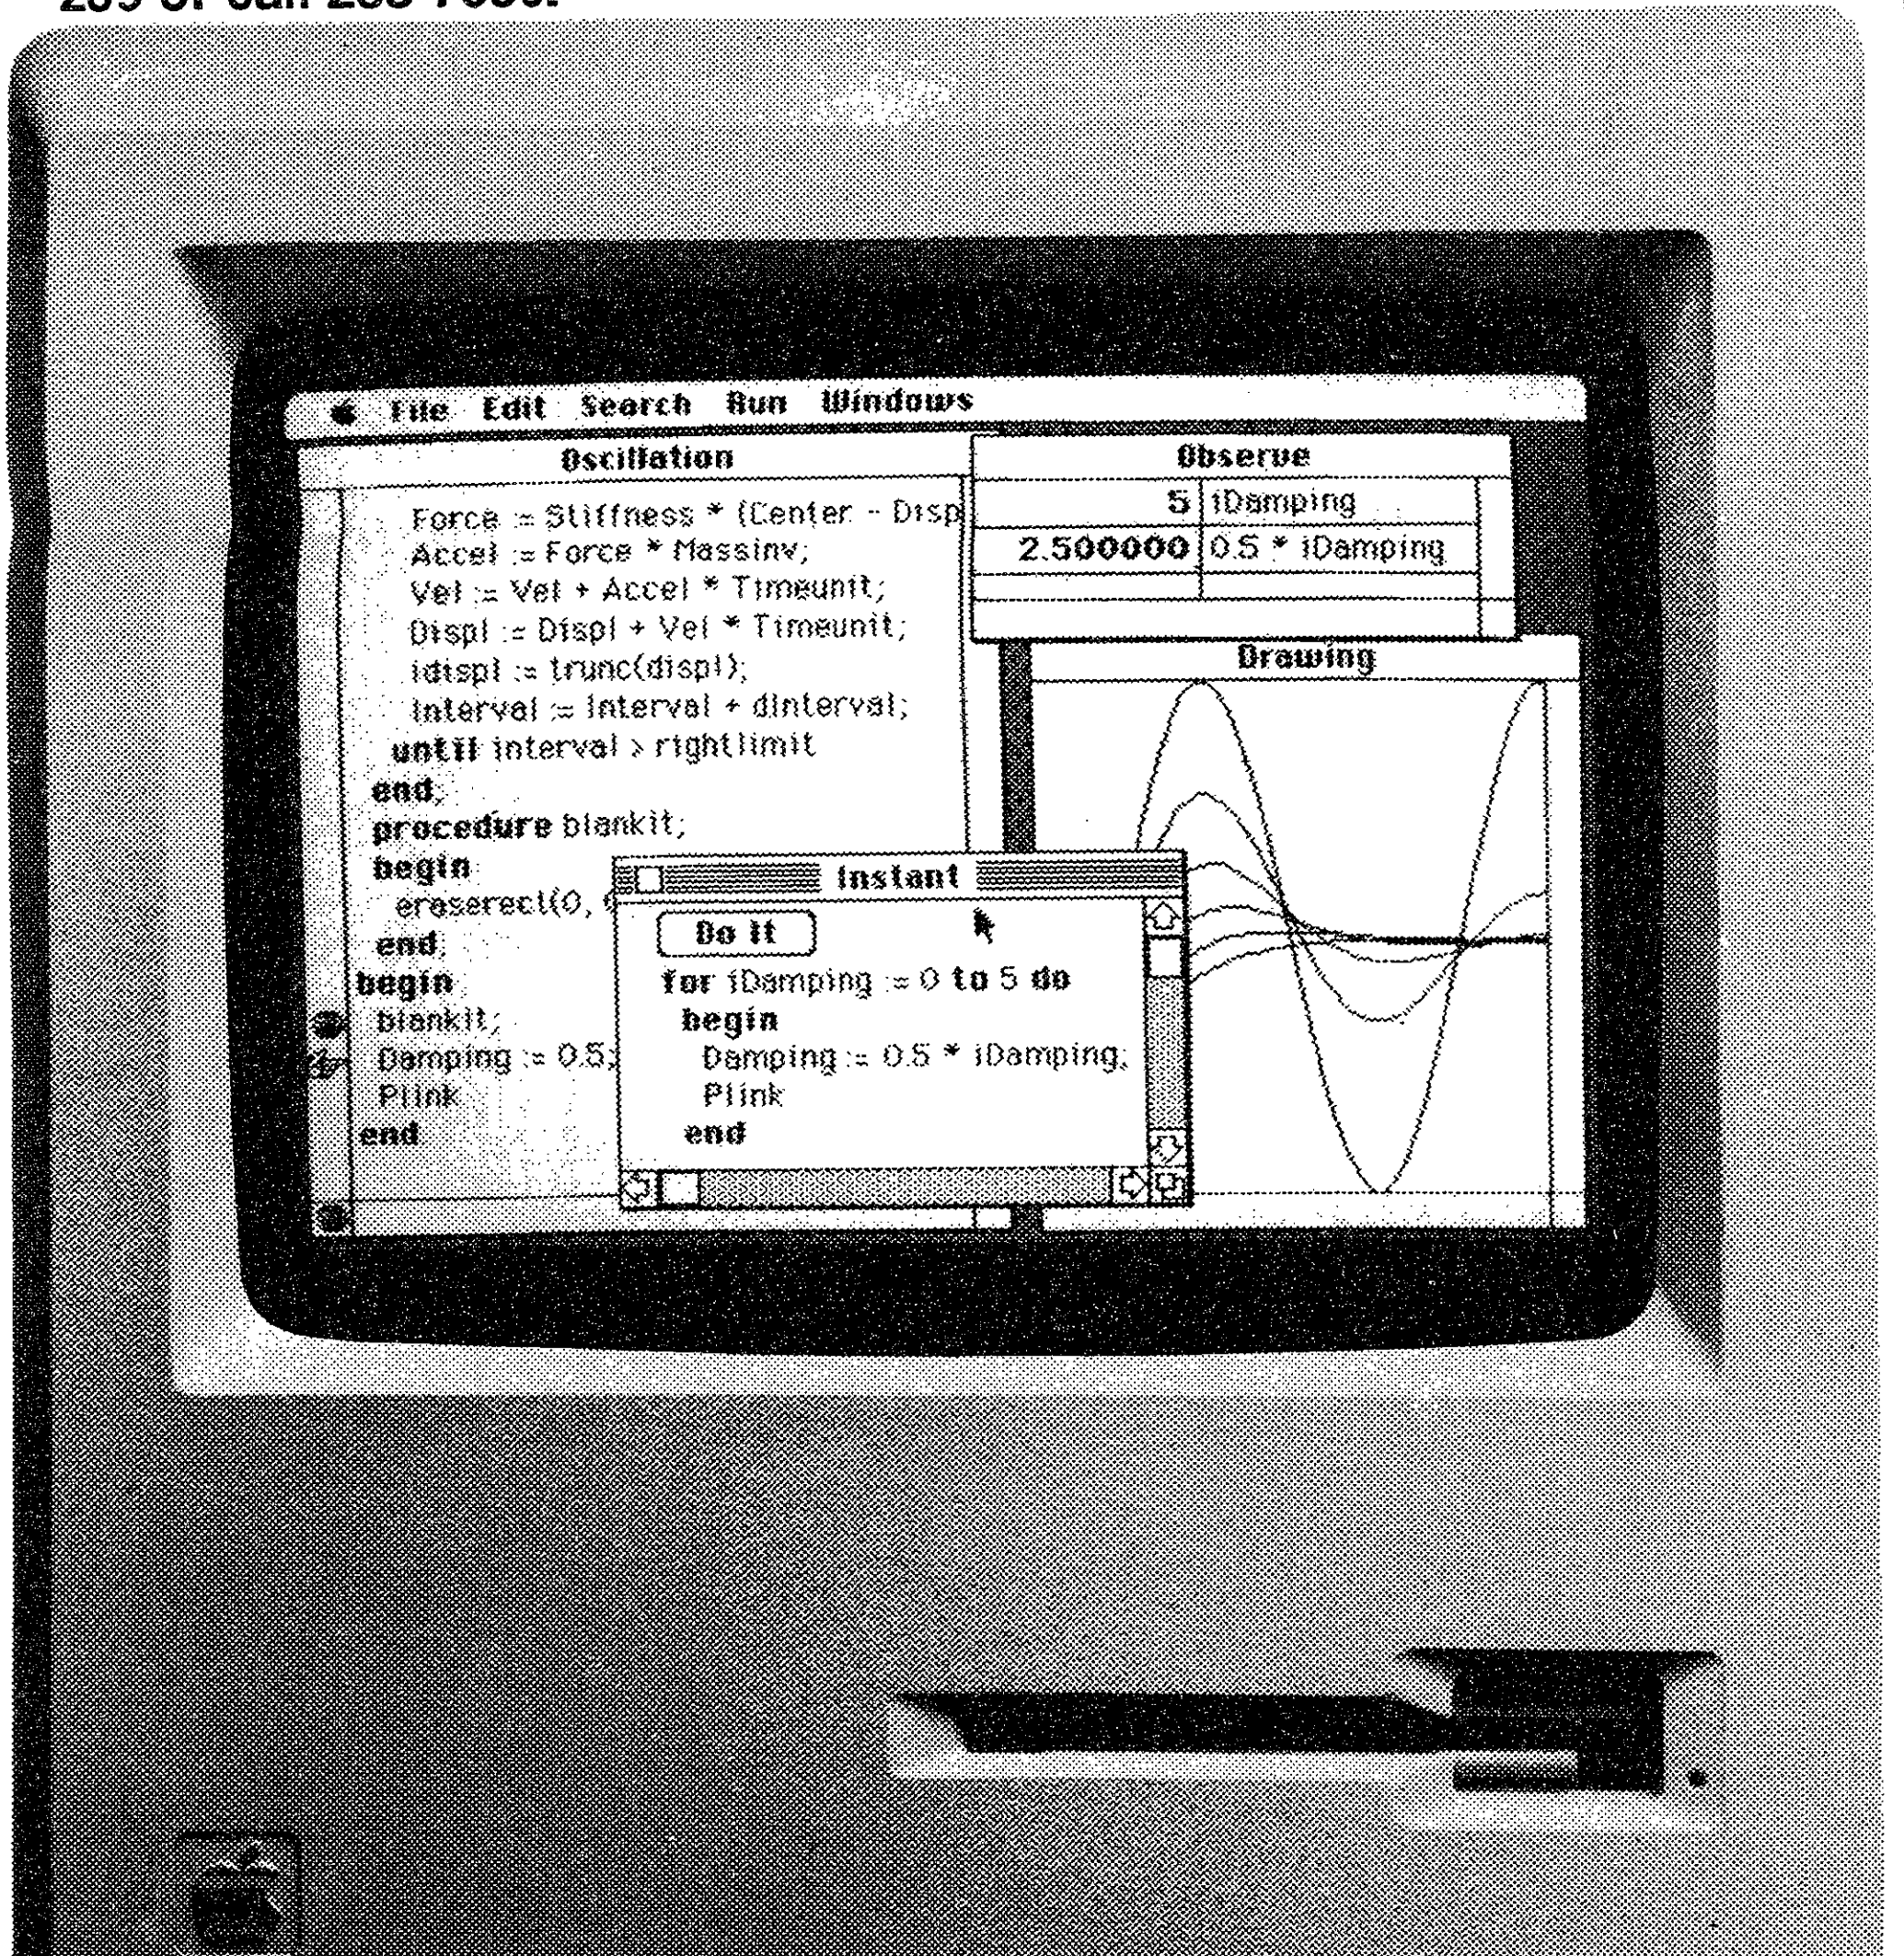 File Edit Search Run Windows
Oscillation
Force := Stiffness * (Center - Disp
Accel := Force * Massinv;
Vel := Vel + Accel * Timeunit;
Displ := Displ + Vel * Timeunit;
idispl := trunc(displ);
Interval := Interval + dInterval;
until interval > rightlimit
end;
procedure blankit;
begin
eraserect(0,
end;
begin
blankit;
Damping := 0.5;
Plink
end
Observe
5 iDamping
2.500000 0.5 * iDamping
Drawing
Instant
Do It
for iDamping := 0 to 5 do
begin
Damping := 0.5 * iDamping;
Plink
end